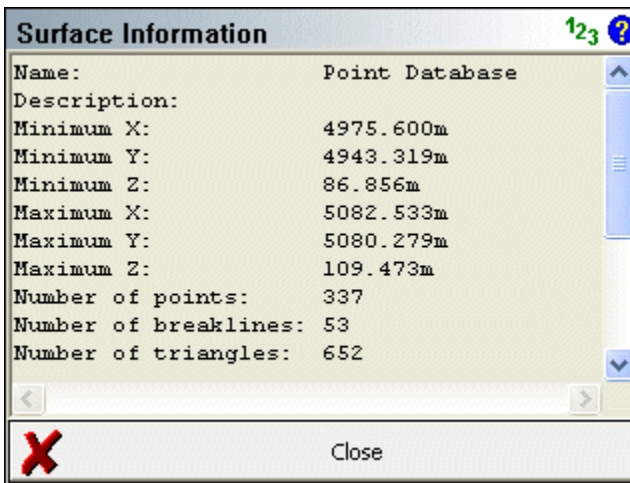 Surface Information 123 ?
Name: Point Database
Description:
Minimum X: 4975.600m
Minimum Y: 4943.319m
Minimum Z: 86.856m
Maximum X: 5082.533m
Maximum Y: 5080.279m
Maximum Z: 109.473m
Number of points: 337
Number of breaklines: 53
Number of triangles: 652
Close